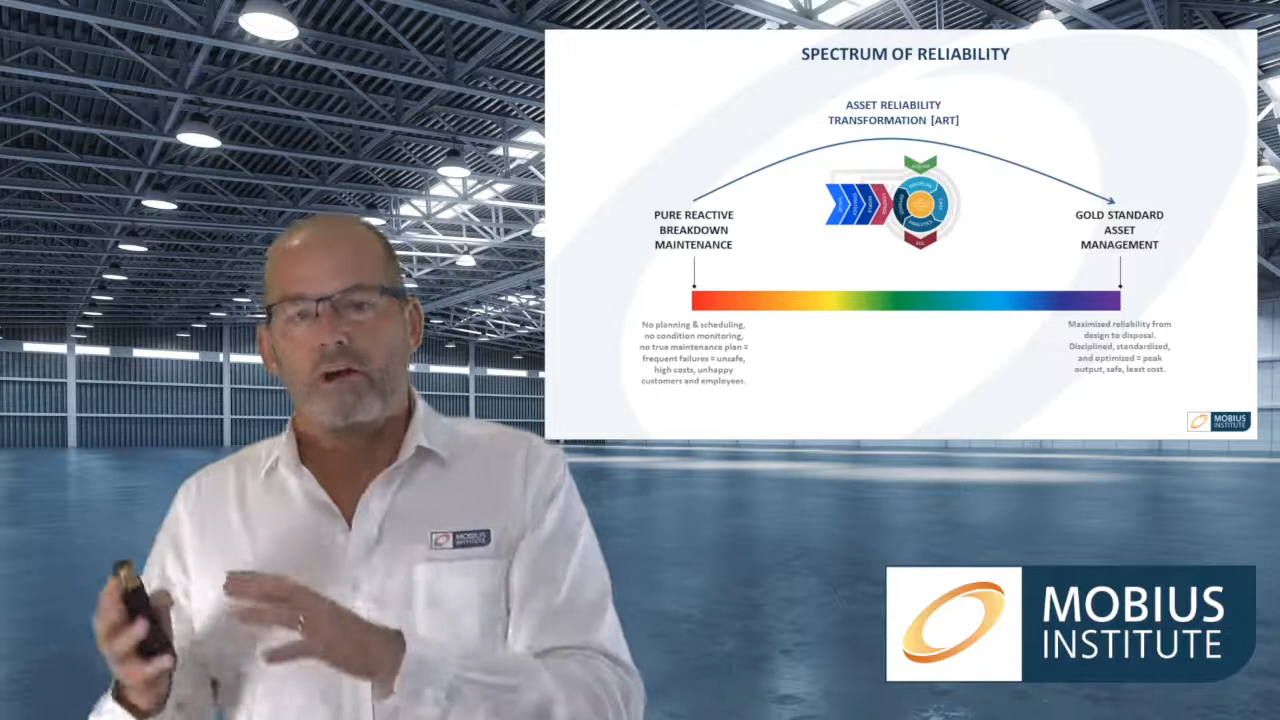 SPECTRUM OF RELIABILITY
ASSET RELIABILITY
TRANSFORMATION [ART]
PURE REACTIVE
BREAKDOWN
MAINTENANCE
GOLD STANDARD
ASSET
MANAGEMENT
No planning & scheduling,
no condition monitoring,
no true maintenance plan =
frequent failures = unsafe,
high costs, unhappy
customers and employees.
Maximized reliability from
design to disposal.
Disciplined, standardized,
and optimized = peak
output, safe, least cost.
MOBIUS
INSTITUTE
MOBIUS
INSTITUTE
MOBIUS
INSTITUTE